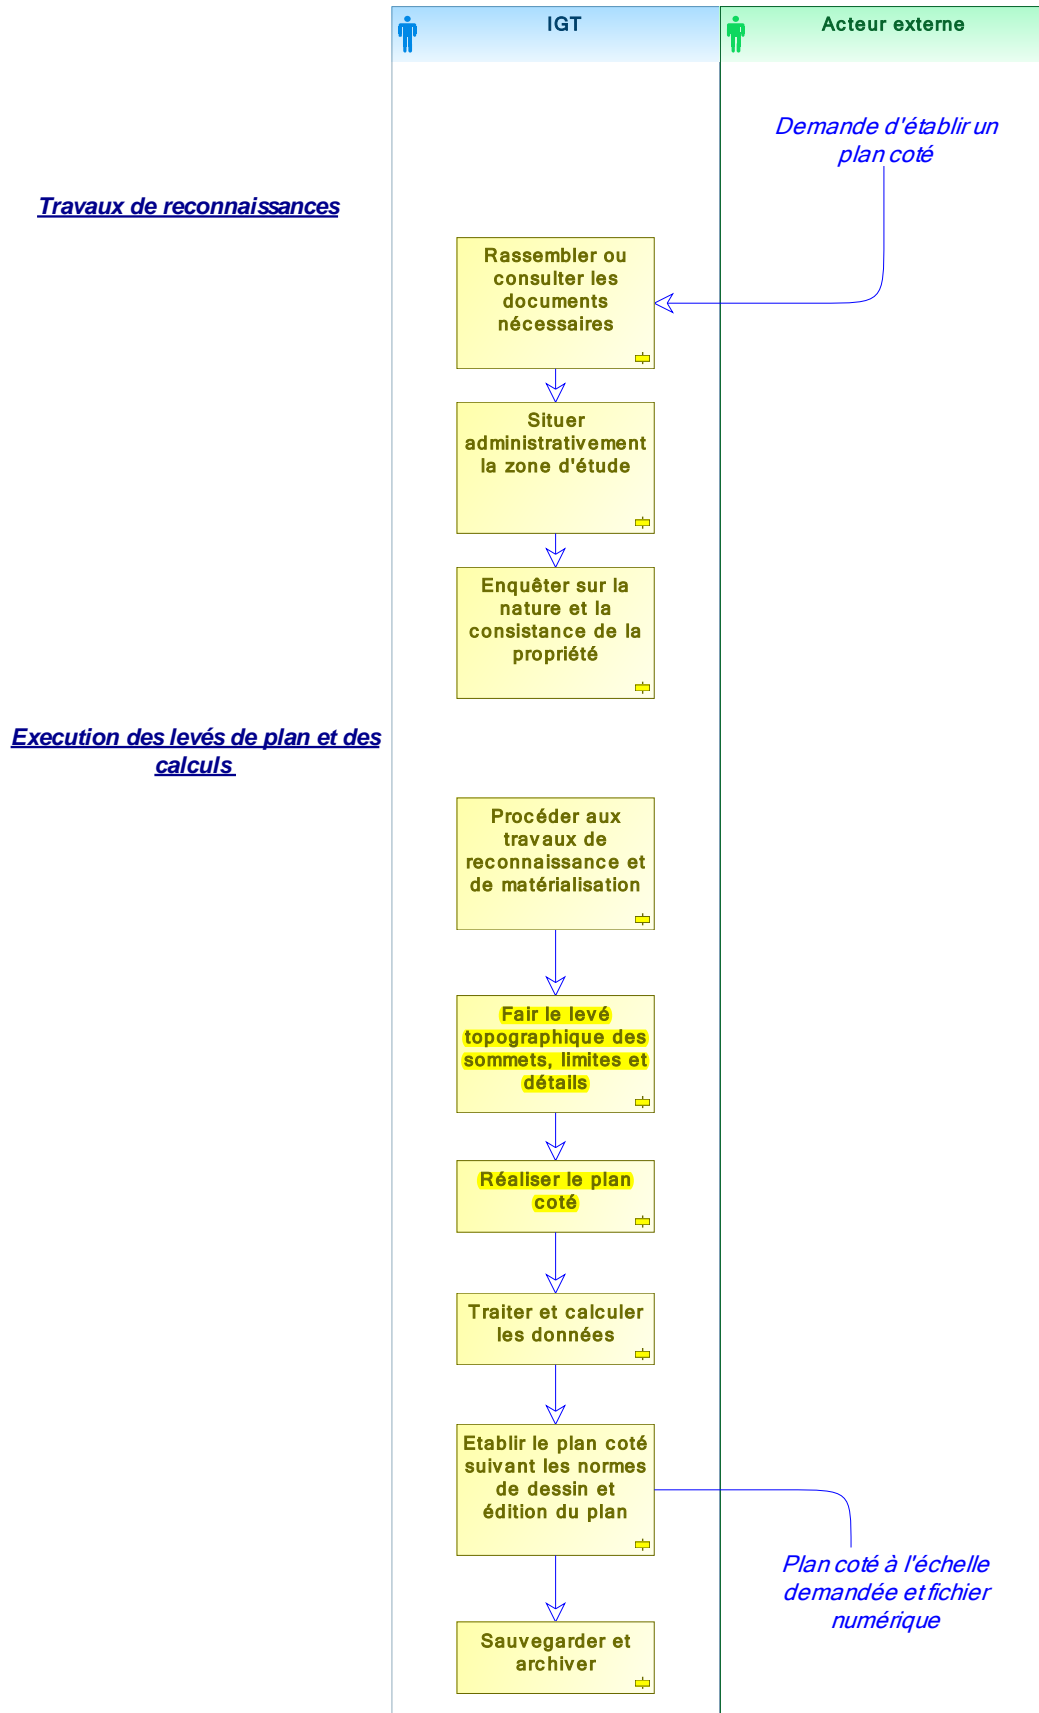 IGT
Acteur externe
Demande d'établir un
plan coté
Travaux de reconnaissances
Rassembler ou
consulter les
documents
nécessaires
Situer
administrativement
la zone d'étude
Enquêter sur la
nature et la
consistance de la
propriété
Execution des levés de plan et des
calculs
Procéder aux
travaux de
reconnaissance et
de matérialisation
Fair le levé
topographique des
sommets, limites et
détails
Réaliser le plan
coté
Traiter et calculer
les données
Etablir le plan coté
suivant les normes
de dessin et
édition du plan
Plan coté à l'échelle
demandée et fichier
numérique
Sauvegarder et
archiver